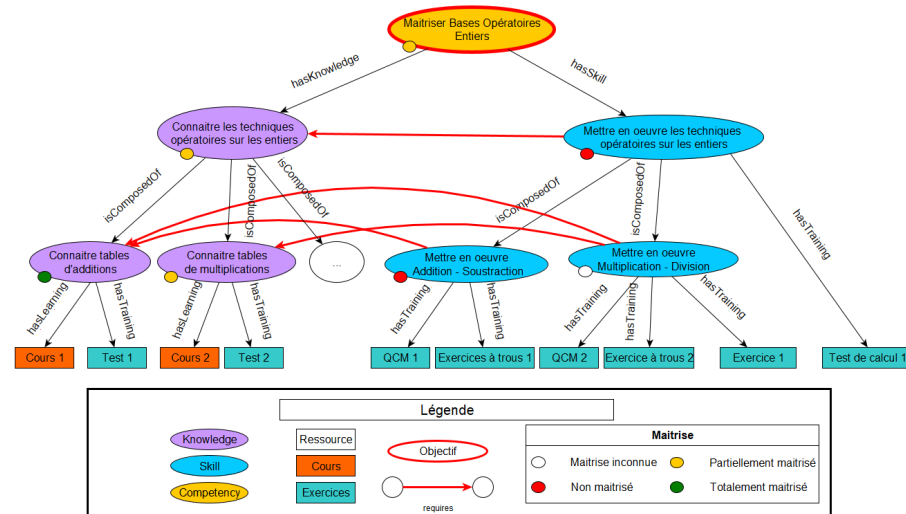 Maitriser Bases Opératoires
Entiers
hasKnowledge
hasSkill
Connaitre les techniques
opératoires sur les entiers
Mettre en oeuvre les techniques
opératoires sur les entiers
isComposedOf
isComposedOf
isComposedOf
isComposedOf
isComposedOf
hasTraining
Connaitre tables
d'additions
Connaitre tables
de multiplications
...
Mettre en oeuvre
Addition - Soustraction
Mettre en oeuvre
Multiplication - Division
hasLearning
hasTraining
hasLearning
hasTraining
hasTraining
hasTraining
hasTraining
hasTraining
hasTraining
Cours 1
Test 1
Cours 2
Test 2
QCM 1
Exercices à trous 1
QCM 2
Exercice à trous 2
Exercice 1
Test de calcul 1
Légende
Knowledge
Skill
Competency
Ressource
Cours
Exercices
Objectif
requires
Maitrise
Maitrise inconnue
Partiellement maitrisé
Non maitrisé
Totalement maitrisé